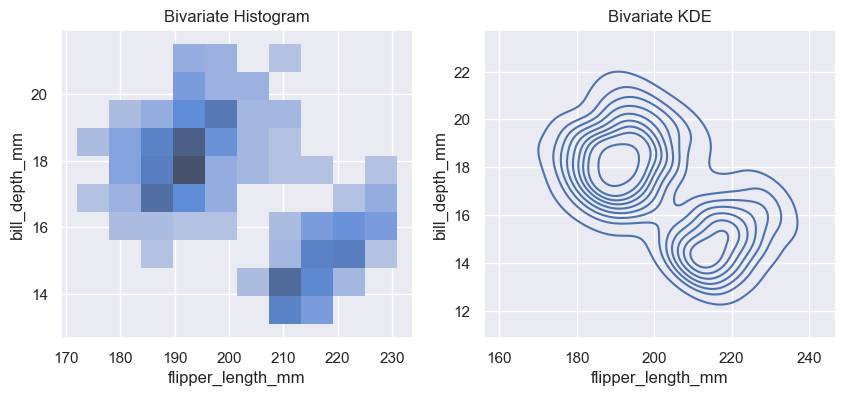 Bivariate Histogram
bill_depth_mm
20
18
16
14
170 180 190 200 210 220 230
flipper_length_mm
Bivariate KDE
bill_depth_mm
22
20
18
16
14
12
160 180 200 220 240
flipper_length_mm